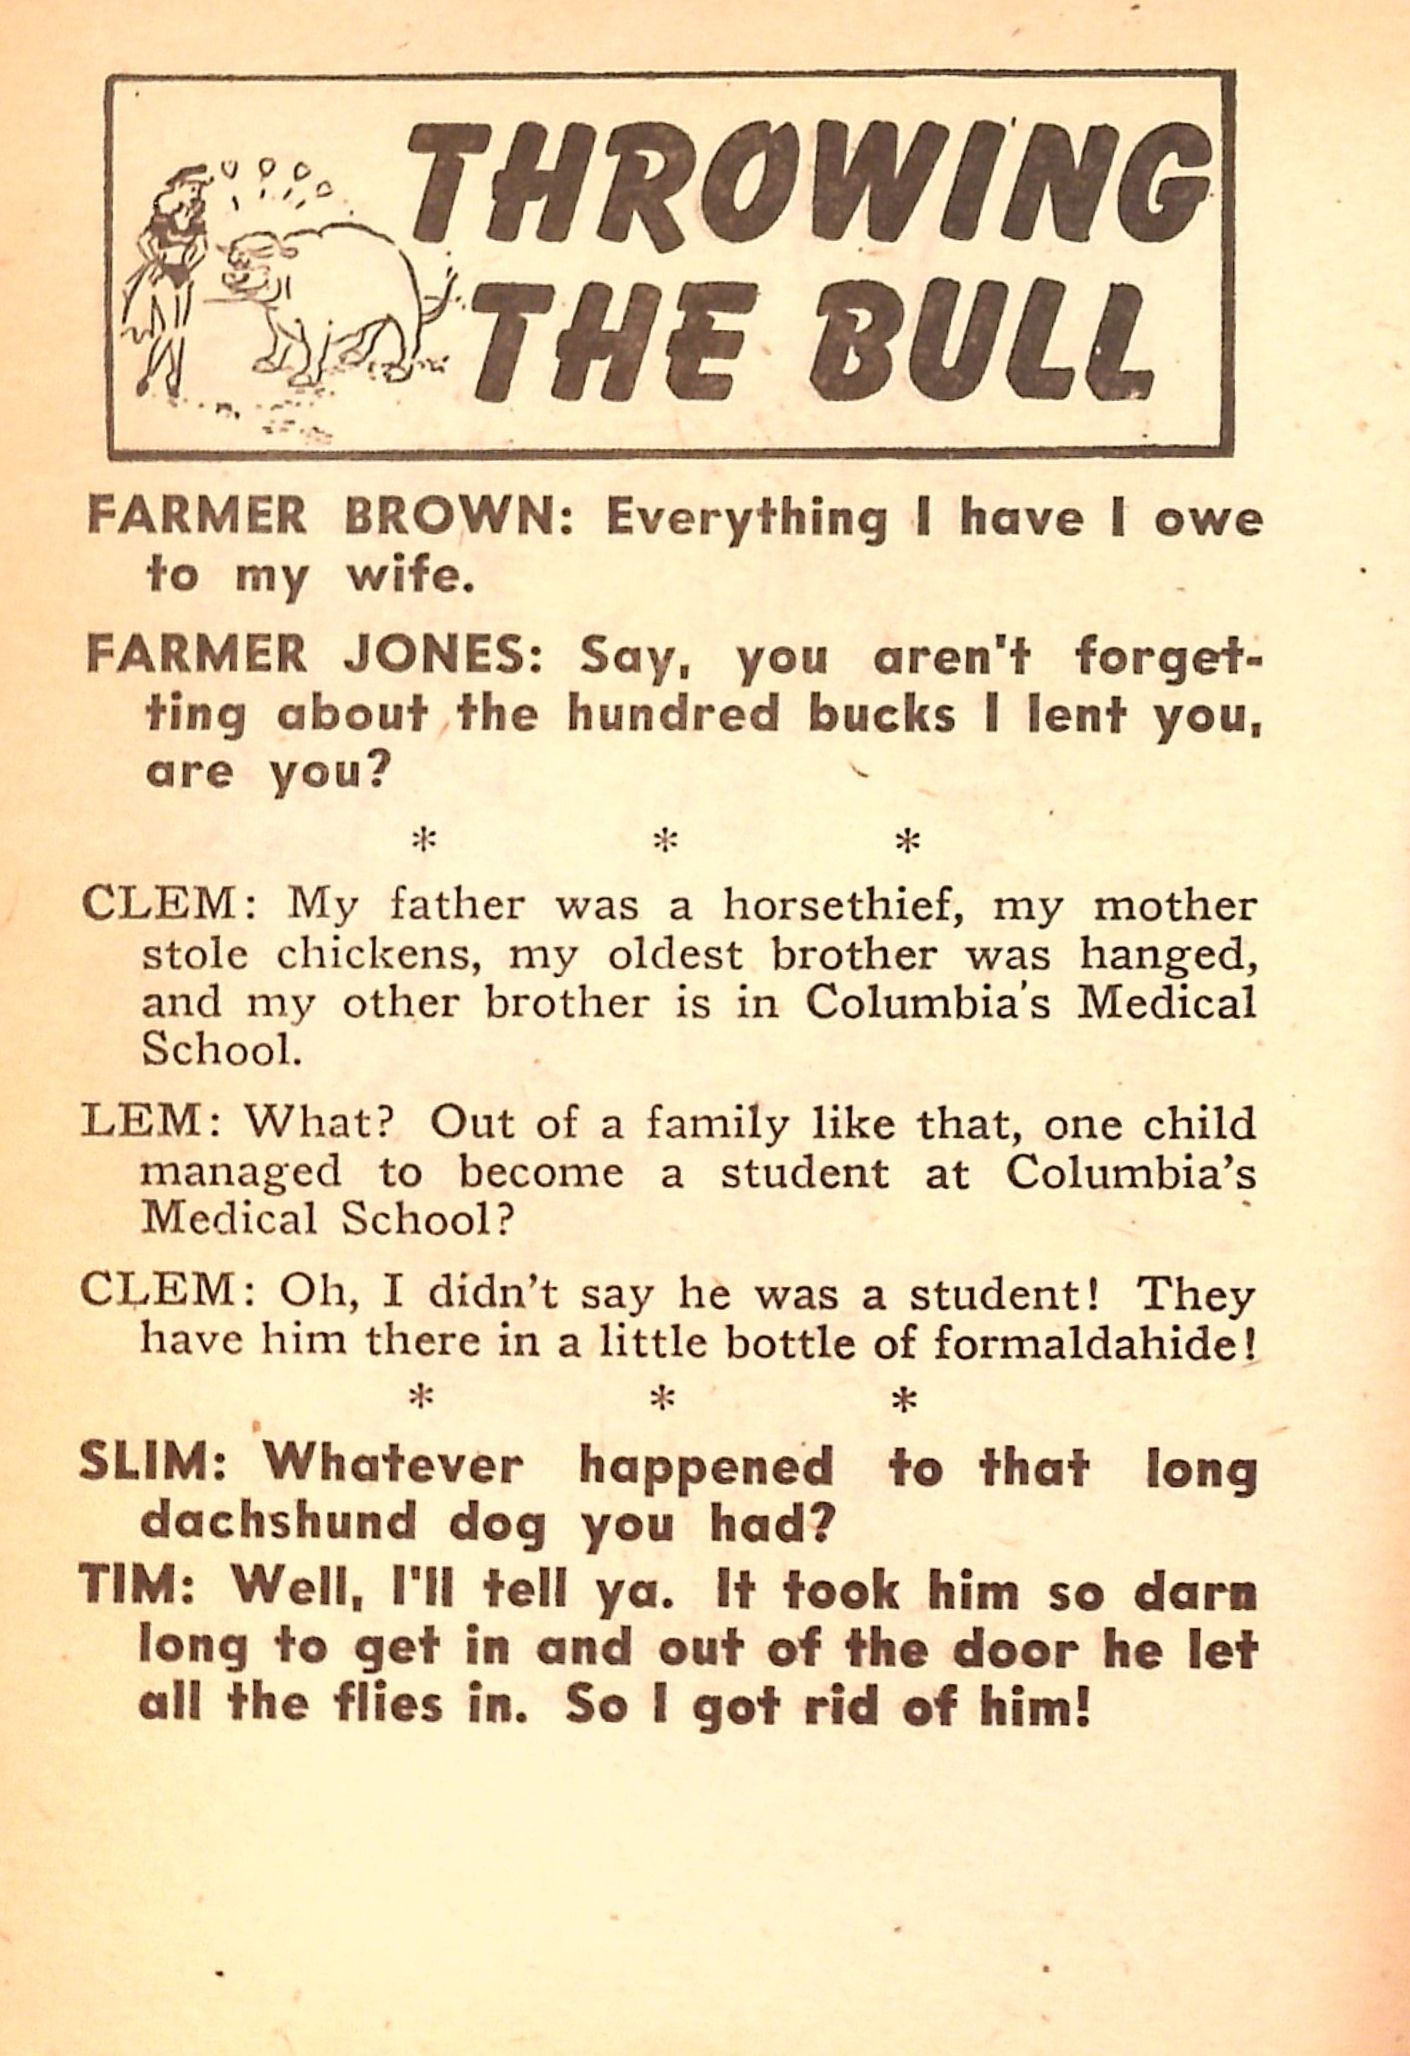 THROWING
THE BULL
FARMER BROWN: Everything I have I owe
to my wife.
FARMER JONES: Say, you aren't forget-
ting about the hundred bucks I lent you,
are you?
* * *
CLEM: My father was a horsethief, my mother
stole chickens, my oldest brother was hanged,
and my other brother is in Columbia's Medical
School.
LEM: What? Out of a family like that, one child
managed to become a student at Columbia's
Medical School?
CLEM: Oh, I didn't say he was a student! They
have him there in a little bottle of formaldahide!
* * *
SLIM: Whatever happened to that long
dachshund dog you had?
TIM: Well, I'll tell ya. It took him so darn
long to get in and out of the door he let
all the flies in. So I got rid of him!